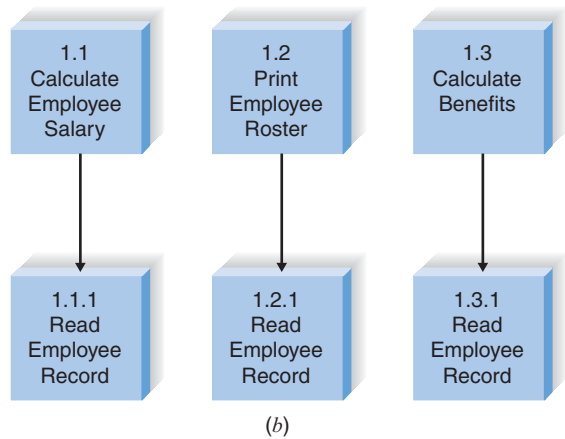 1.1
Calculate
Employee
Salary
1.2
Print
Employee
Roster
1.3
Calculate
Benefits
1.1.1
Read
Employee
Record
1.2.1
Read
Employee
Record
1.3.1
Read
Employee
Record
(b)